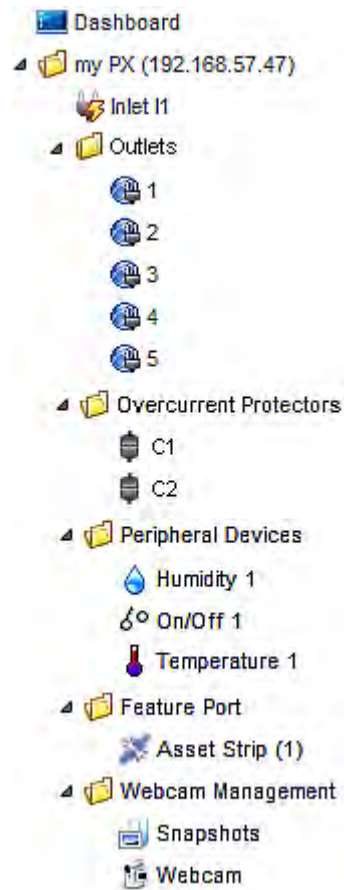 Dashboard
my PX (192.168.57.47)
Inlet I1
Outlets
1
2
3
4
5
Overcurrent Protectors
C1
C2
Peripheral Devices
Humidity 1
On/Off 1
Temperature 1
Feature Port
Asset Strip (1)
Webcam Management
Snapshots
Webcam